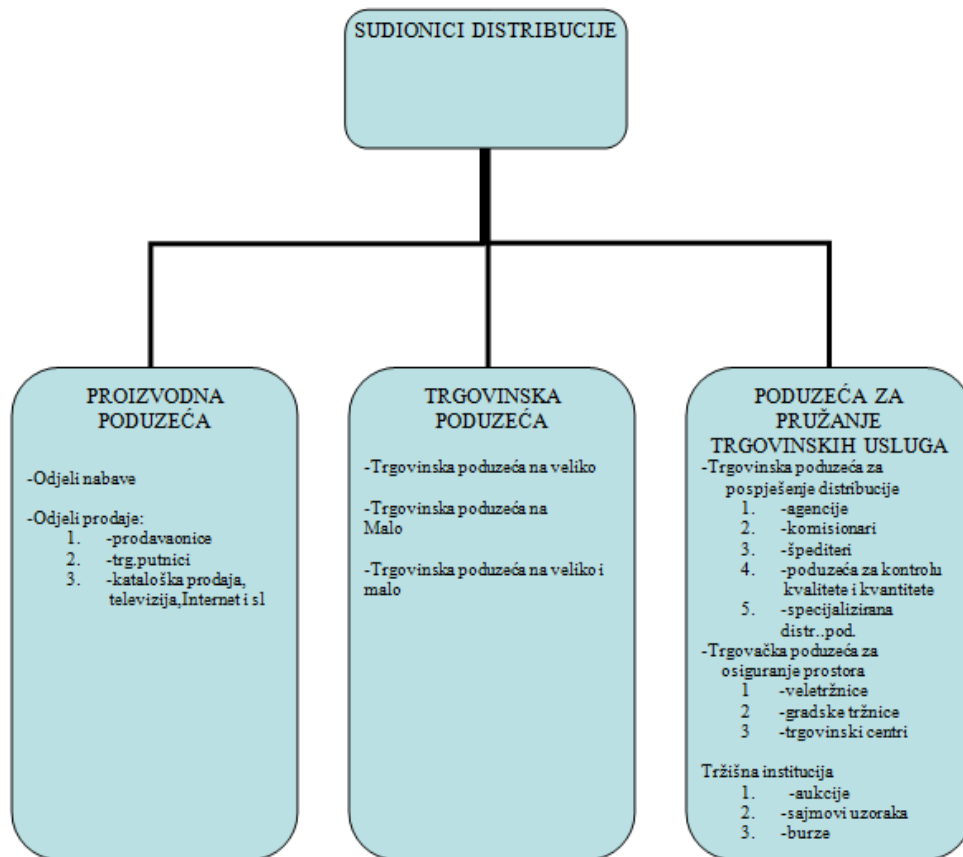 SUDIONICI DISTRIBUCIJE
PROIZVODNA
PODUZEĆA
-Odjeli nabave
-Odjeli prodaje:
1. -prodavaonice
2. -trg.putnici
3. -kataloška prodaja,
televizija,Internet i sl
TRGOVINSKA
PODUZEĆA
-Trgovinska poduzeća na veliko
-Trgovinska poduzeća na
Malo
-Trgovinska poduzeća na veliko i
malo
PODUZEĆA ZA
PRUŽANJE
TRGOVINSKIH USLUGA
-Trgovinska poduzeća za
pospješenje distribucije
1. -agencije
2. -komisionari
3. -špediteri
4. -poduzeća za kontrolu
kvalitete i kvantitete
5. -specijalizirana
distr..pod.
-Trgovačka poduzeća za
osiguranje prostora
1 -veletržnice
2 -gradske tržnice
3 -trgovinski centri
Tržišna institucija
1. -aukcije
2. -sajmovi uzoraka
3. -burze